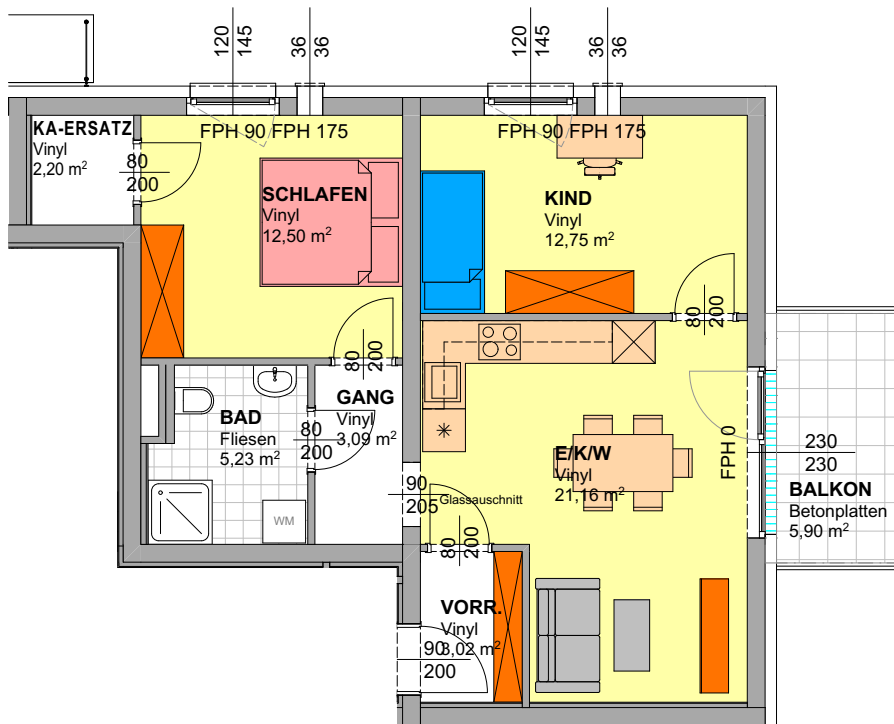 120
145
36
36
120
145
36
36
FPH 90 FPH 175
FPH 90 FPH 175
KA-ERSATZ
Vinyl
2,20 m²
80
200
SCHLAFEN
Vinyl
12,50 m²
KIND
Vinyl
12,75 m²
80
200
80
200
GANG
Vinyl
3,09 m²
BAD
Fliesen
5,23 m²
80
200
WM
E/K/W
Vinyl
21,16 m²
FPH 0
230
230
BALKON
Betonplatten
5,90 m²
90
205
Glassauschnitt
80
200
VORR.
Vinyl
3,02 m²
90
200